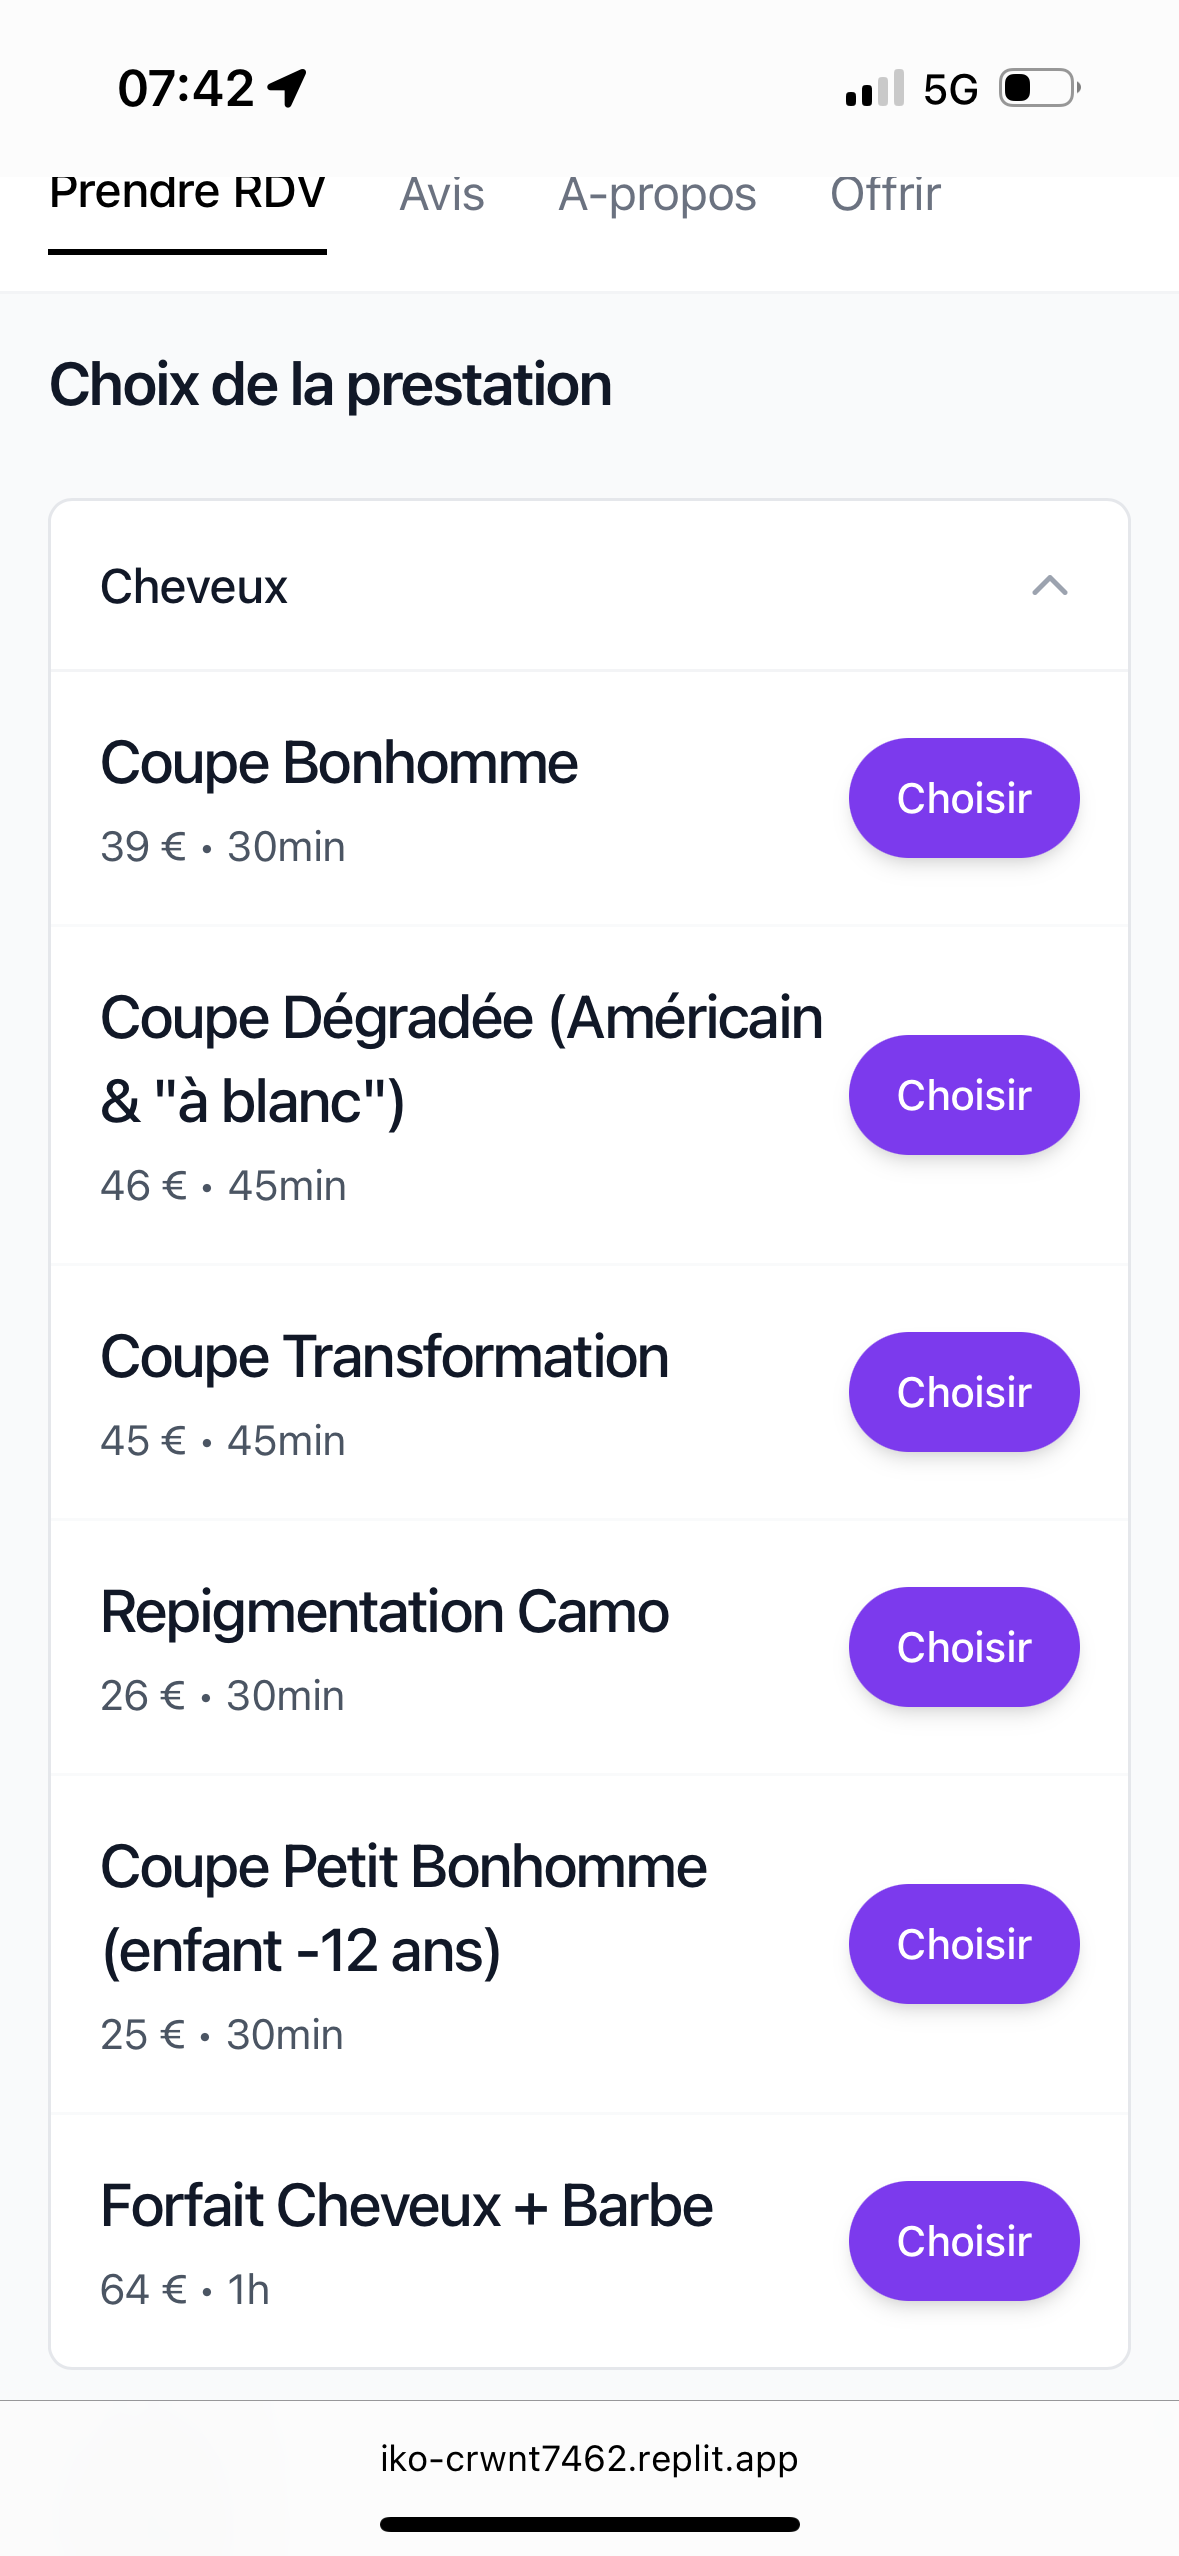 07:42 5G
Prendre RDV Avis A-propos Offrir
Choix de la prestation
Cheveux
Coupe Bonhomme
39 € • 30min
Choisir
Coupe Dégradée (Américain
& "à blanc")
46 € • 45min
Choisir
Coupe Transformation
45 € • 45min
Choisir
Repigmentation Camo
26 € • 30min
Choisir
Coupe Petit Bonhomme
(enfant -12 ans)
25 € • 30min
Choisir
Forfait Cheveux + Barbe
64 € • 1h
Choisir
iko-crwnt7462.replit.app